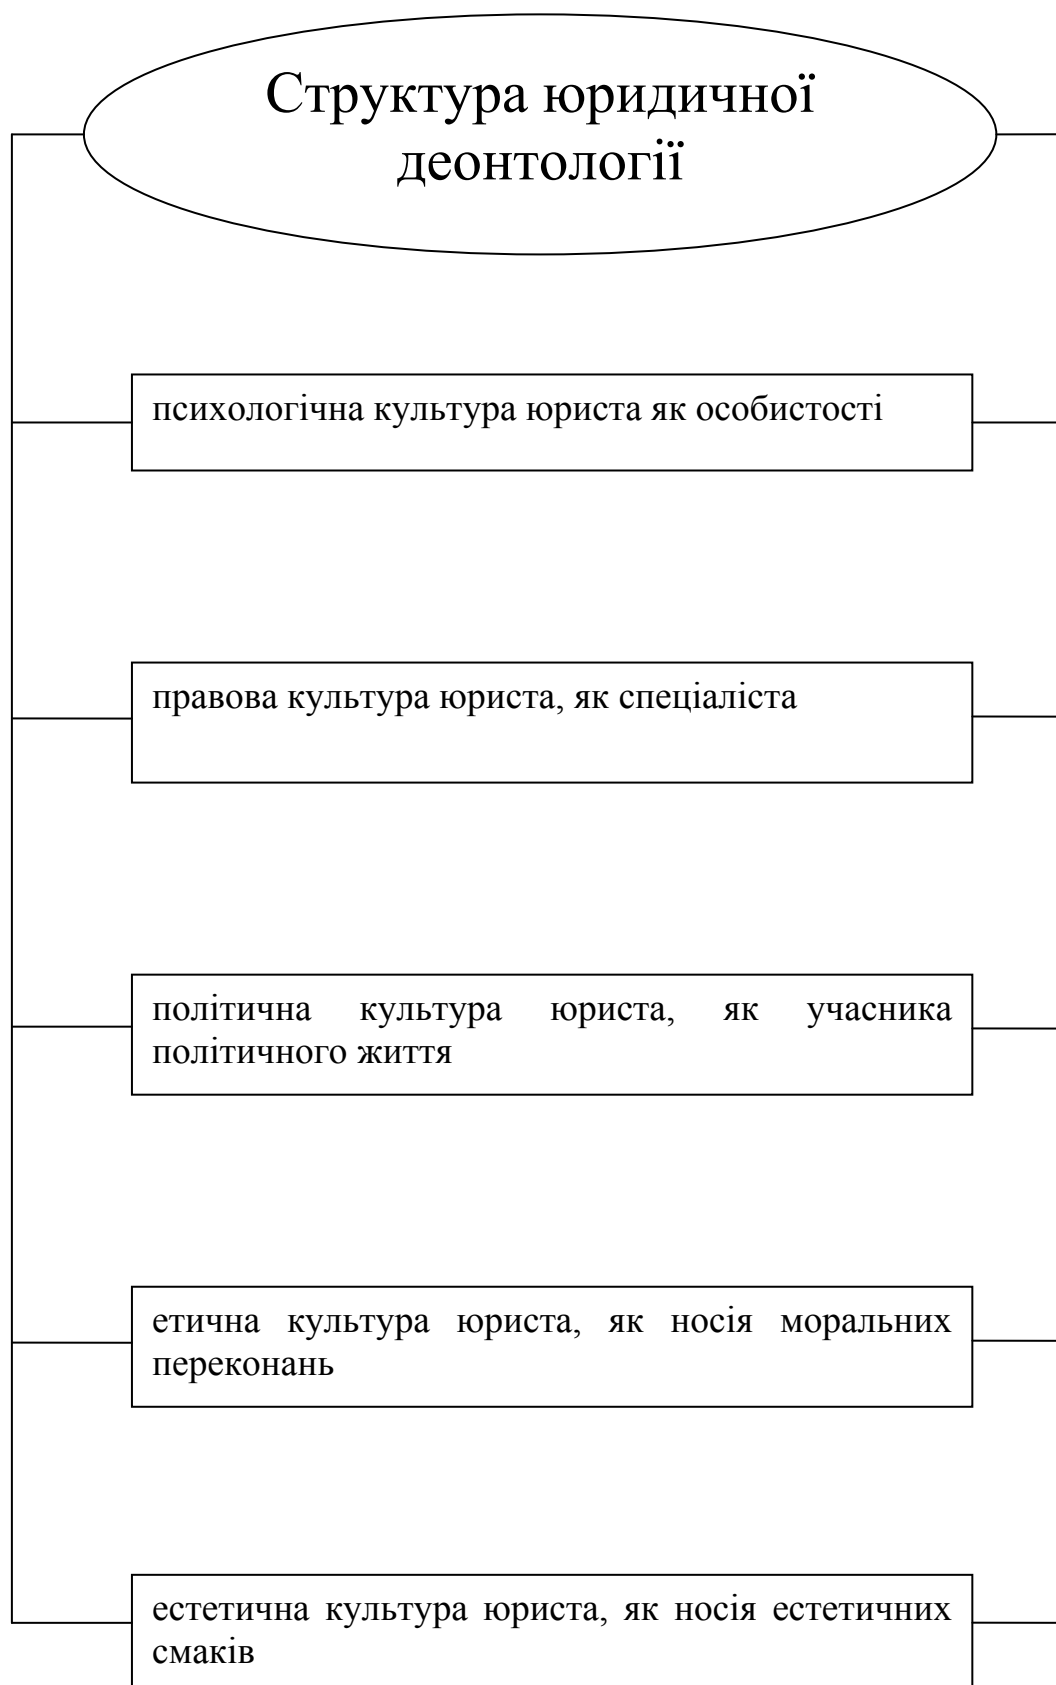 Структура юридичної
деонтології
психологічна культура юриста як особистості
правова культура юриста, як спеціаліста
політична культура юриста, як учасника
політичного життя
етична культура юриста, як носія моральних
переконань
естетична культура юриста, як носія естетичних
смаків